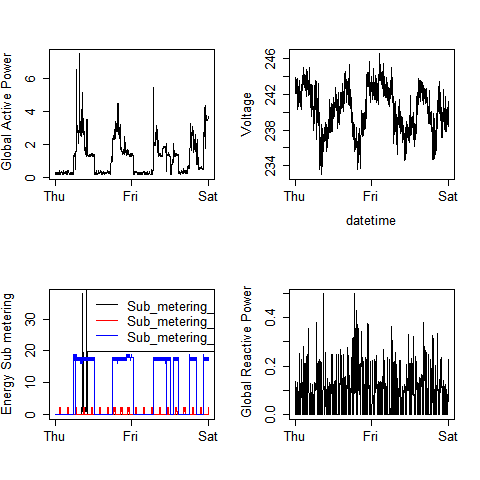 Global Active Power
0 2 4 6
Thu Fri Sat
Voltage
234 238 242 246
Thu Fri Sat
datetime
Energy Sub metering
0 10 20 30
Sub_metering_
Sub_metering_
Sub_metering_
Thu Fri Sat
Global Reactive Power
0.0 0.2 0.4
Thu Fri Sat